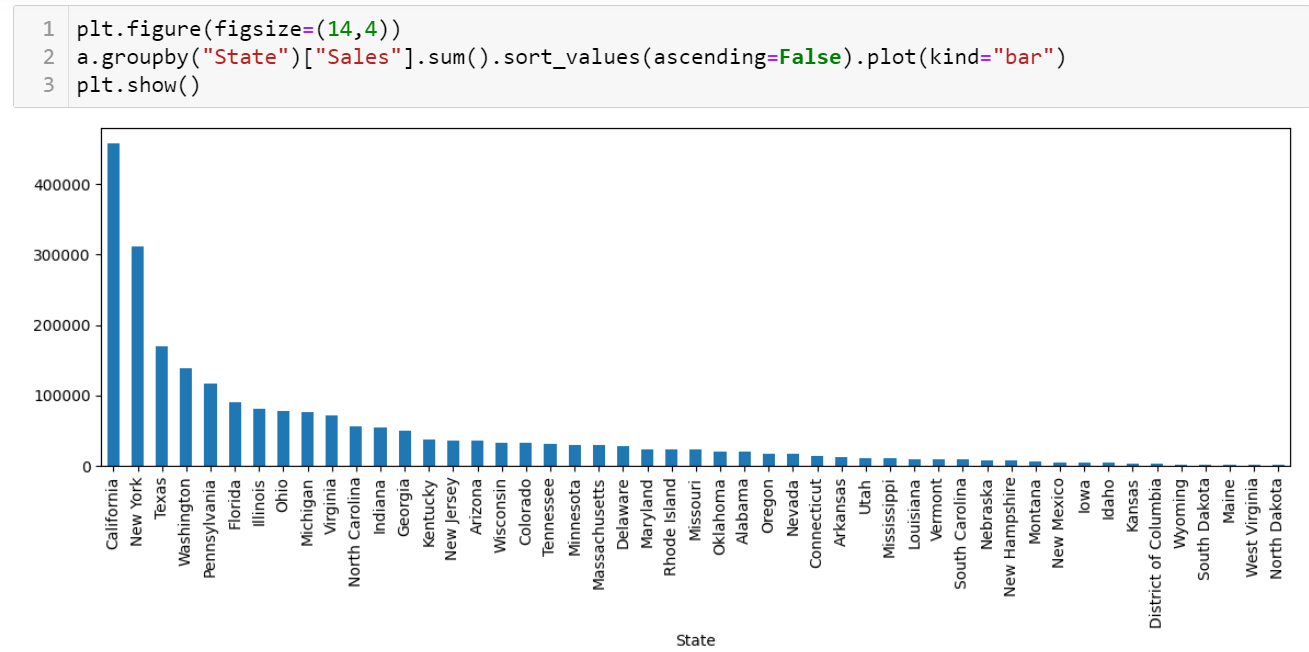 1 plt.figure(figsize=(14,4))
2 a.groupby("State")["Sales"].sum().sort_values(ascending=False).plot(kind="bar")
3 plt.show()
400000
300000
200000
100000
0
California
New York
Texas
Washington
Pennsylvania
Florida
Illinois
Ohio
Michigan
Virginia
North Carolina
Indiana
Georgia
Kentucky
New Jersey
Arizona
Wisconsin
Colorado
Tennessee
Minnesota
Massachusetts
Delaware
Maryland
Rhode Island
Missouri
Oklahoma
Alabama
Oregon
Nevada
Connecticut
Arkansas
Utah
Mississippi
Louisiana
Vermont
South Carolina
Nebraska
New Hampshire
Montana
New Mexico
Iowa
Idaho
Kansas
District of Columbia
Wyoming
South Dakota
Maine
West Virginia
North Dakota
State